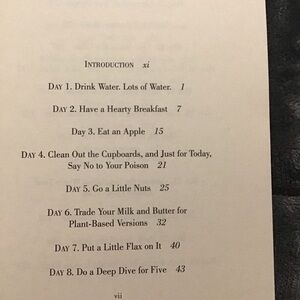 INTRODUCTION xi
DAY 1. Drink Water. Lots of Water. 1
DAY 2. Have a Hearty Breakfast 7
DAY 3. Eat an Apple 15
DAY 4. Clean Out the Cupboards, and Just for Today,
Say No to Your Poison 21
DAY 5. Go a Little Nuts 25
DAY 6. Trade Your Milk and Butter for
Plant-Based Versions 32
DAY 7. Put a Little Flax on It 40
DAY 8. Do a Deep Dive for Five 43
vii